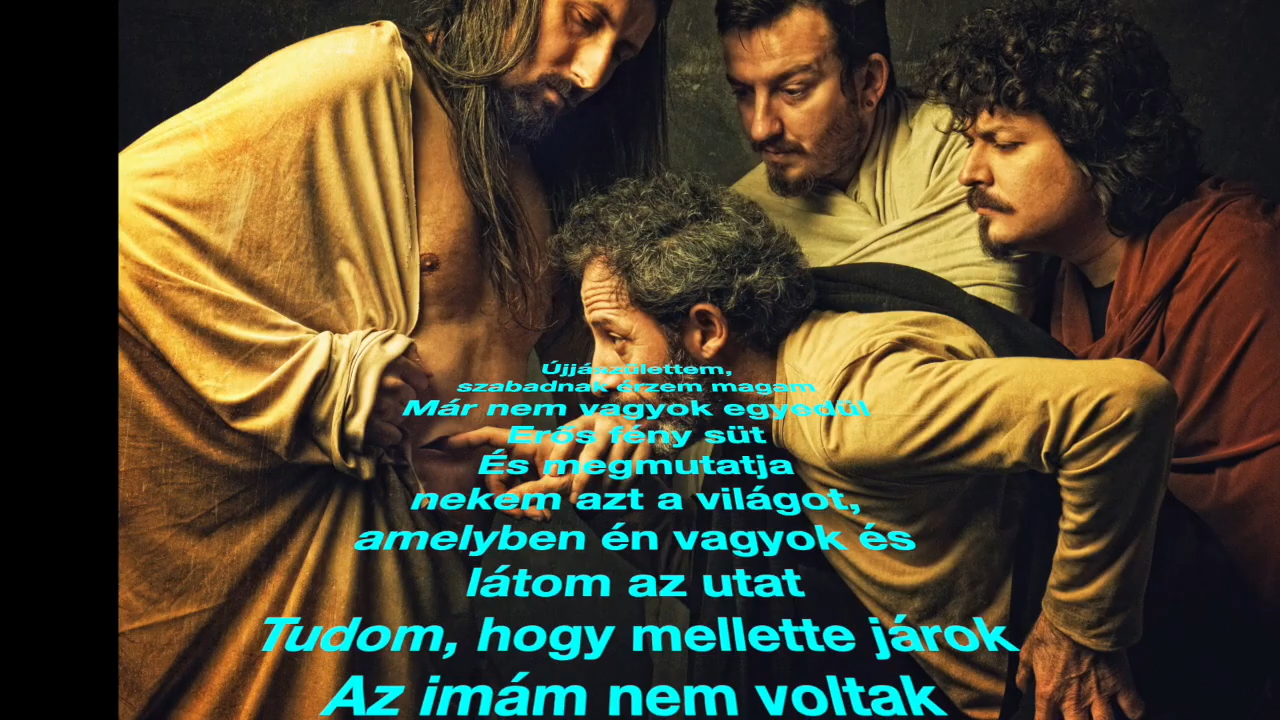 Újjászülettem,
szabadnak érzem magam
Már nem vagyok egyedül
Erős fény süt
És megmutatja
nekem azt a világot,
amelyben én vagyok és
látom az utat
Tudom, hogy mellette járok
Az imám nem voltak